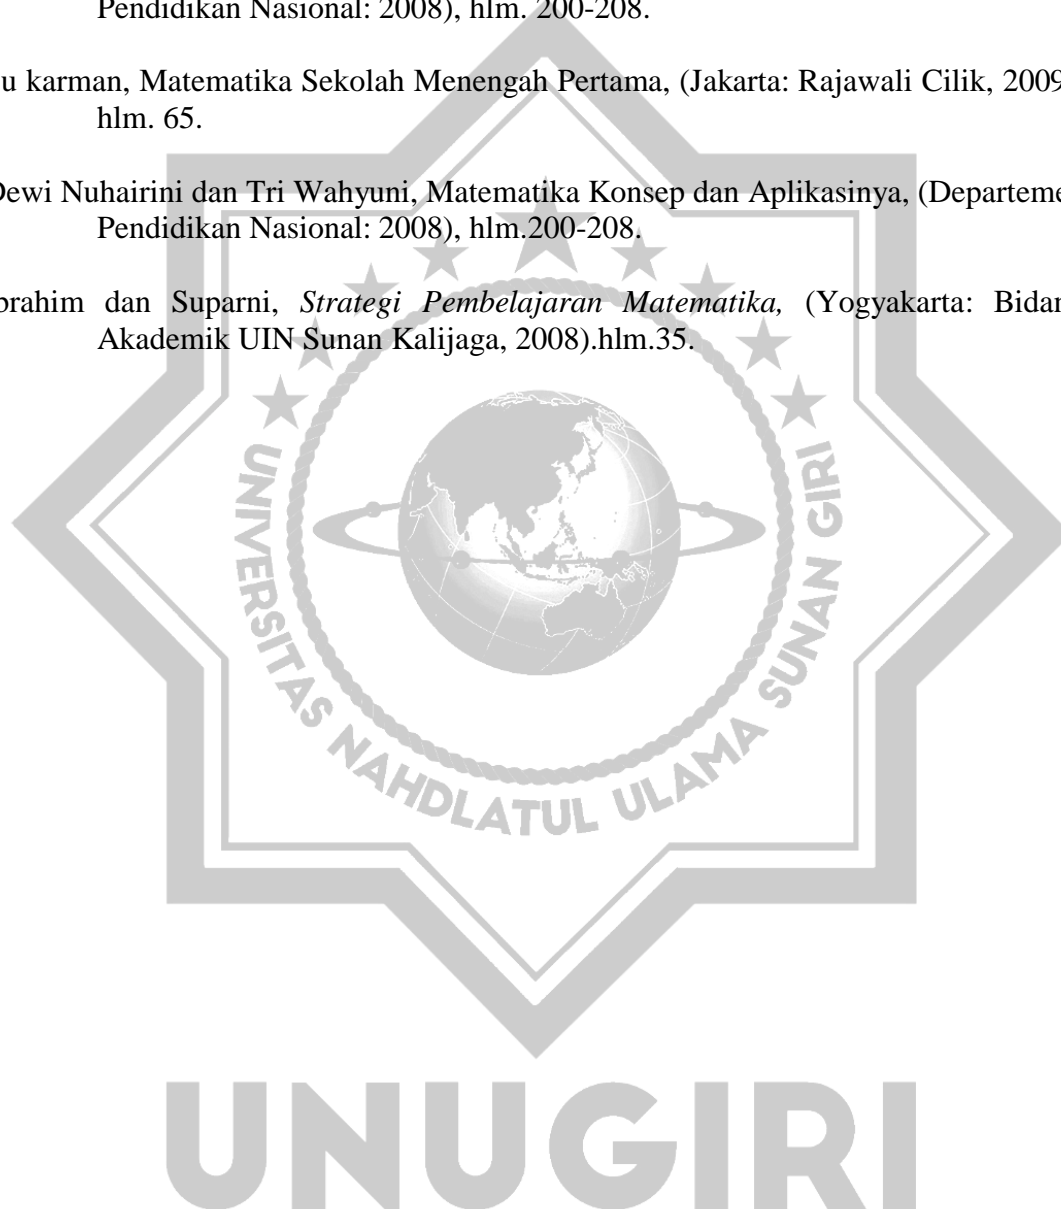 Pendidikan Nasional: 2008), hlm. 200-208.
u karman, Matematika Sekolah Menengah Pertama, (Jakarta: Rajawali Cilik, 2009
hlm. 65.
Dewi Nuhairini dan Tri Wahyuni, Matematika Konsep dan Aplikasinya, (Departeme
Pendidikan Nasional: 2008), hlm.200-208.
brahim dan Suparni, Strategi Pembelajaran Matematika, (Yogyakarta: Bidan
Akademik UIN Sunan Kalijaga, 2008).hlm.35.
UNIVERSITAS NAHDLATUL ULAMA SUNAN GIRI
UNUGIRI